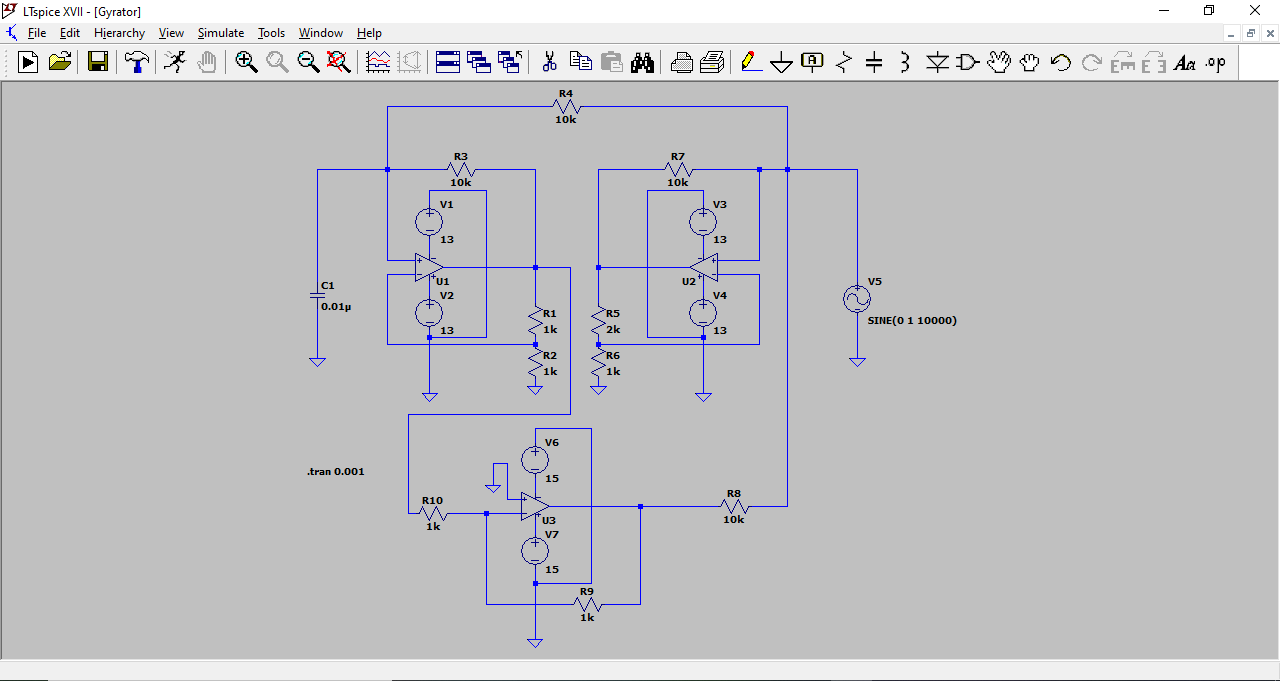 LTspice XVII - [Gyrator]
File Edit Hierarchy View Simulate Tools Window Help
R4
10k
R3
10k
R7
10k
V1
13
V3
13
U1
U2
V2
13
V4
13
C1
0.01µ
R1
1k
R5
2k
R2
1k
R6
1k
V5
SINE(0 1 10000)
.tran 0.001
V6
15
R10
1k
U3
R8
10k
V7
15
R9
1k